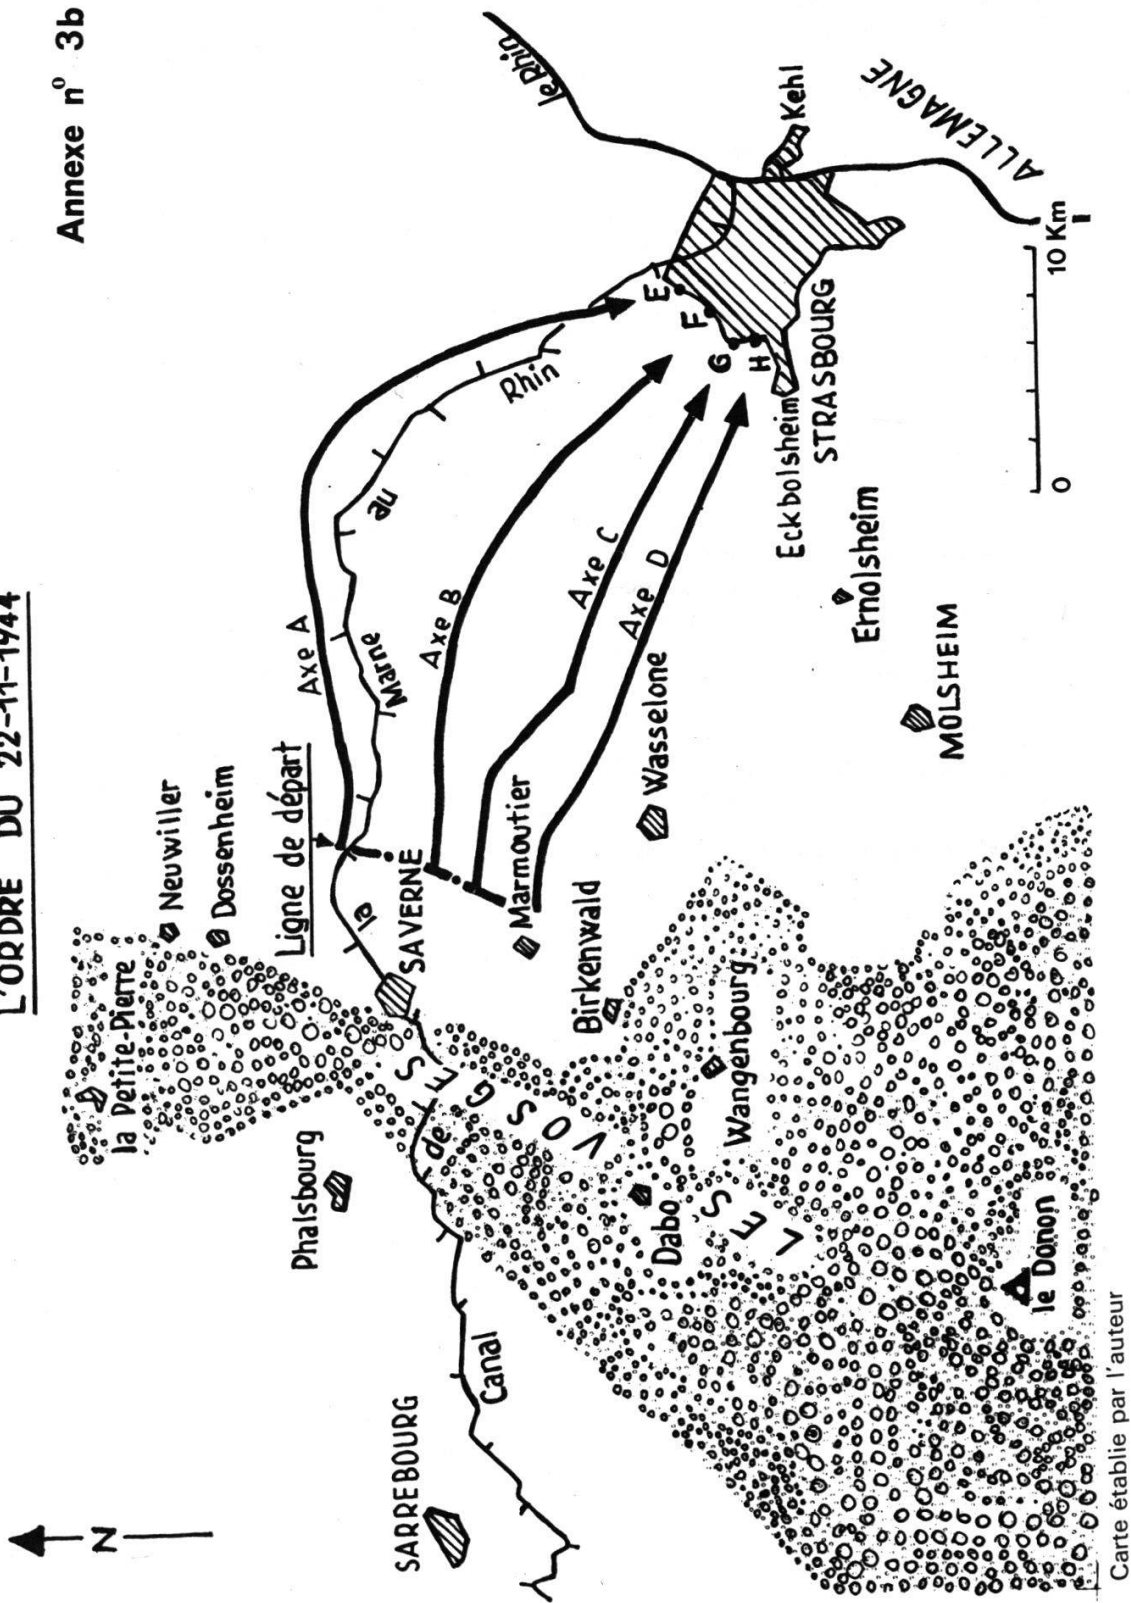 Annexe n° 3b
L'ORDRE DU 22-11-1944
N
la Petite-Pierre
Neuwiller
Dossenheim
Ligne de départ
Phalsbourg
SARREBOURG
SAVERNE
Canal
de
la
Marne
au
Rhin
Axe A
Axe B
Axe C
Axe D
le Rhin
E
F
G
H
Kehl
ALLEMAGNE
STRASBOURG
Eckbolsheim
Marmoutier
Birkenwald
Wasselone
Ernolsheim
MOLSHEIM
Wangenbourg
Dabo
LES VOSGES
le Donon
0
10 Km
Carte établie par l'auteur